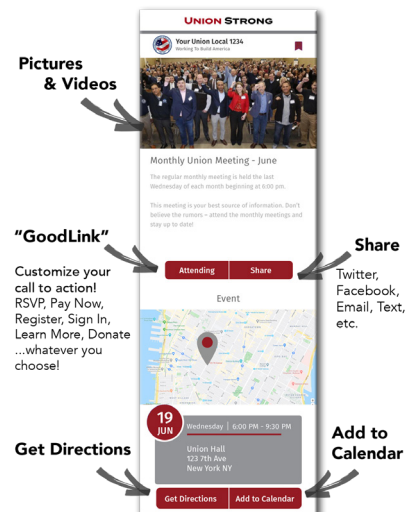 UNION STRONG
Your Union Local 1234
Working To Build America
Pictures
& Videos
Monthly Union Meeting - June
The regular monthly meeting is held the last
Wednesday of each month beginning at 6:00 pm.
This meeting is your best source of information. Don't
believe the rumors – attend the monthly meetings and
stay up to date!
"GoodLink"
Customize your
call to action!
RSVP, Pay Now,
Register, Sign In,
Learn More, Donate
...whatever you
choose!
Attending
Share
Share
Twitter,
Facebook,
Email, Text,
etc.
Event
19
JUN
Wednesday | 6:00 PM - 9:30 PM
Union Hall
123 7th Ave
New York NY
Get Directions
Add to
Calendar
Get Directions
Add to Calendar